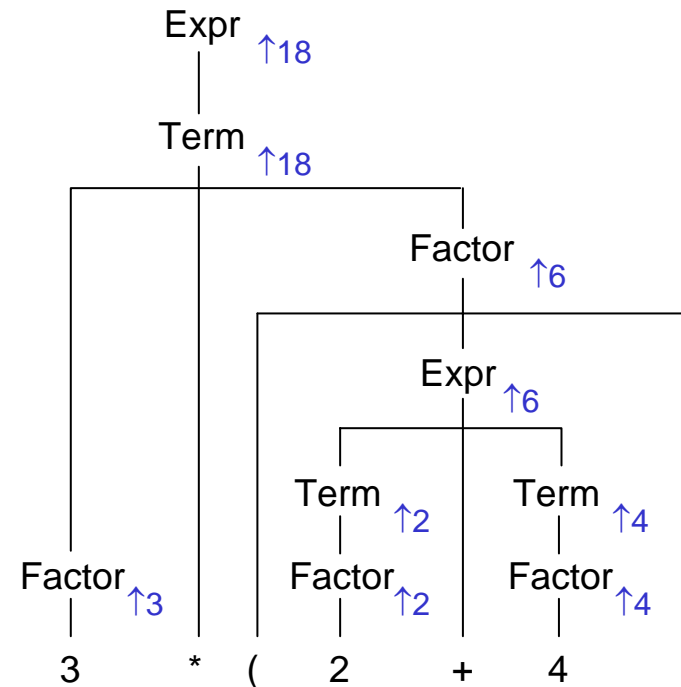 Expr ↑18
Term ↑18
Factor ↑6
Expr ↑6
Term ↑2 Term ↑4
Factor ↑3 Factor ↑2 Factor ↑4
3 * ( 2 + 4